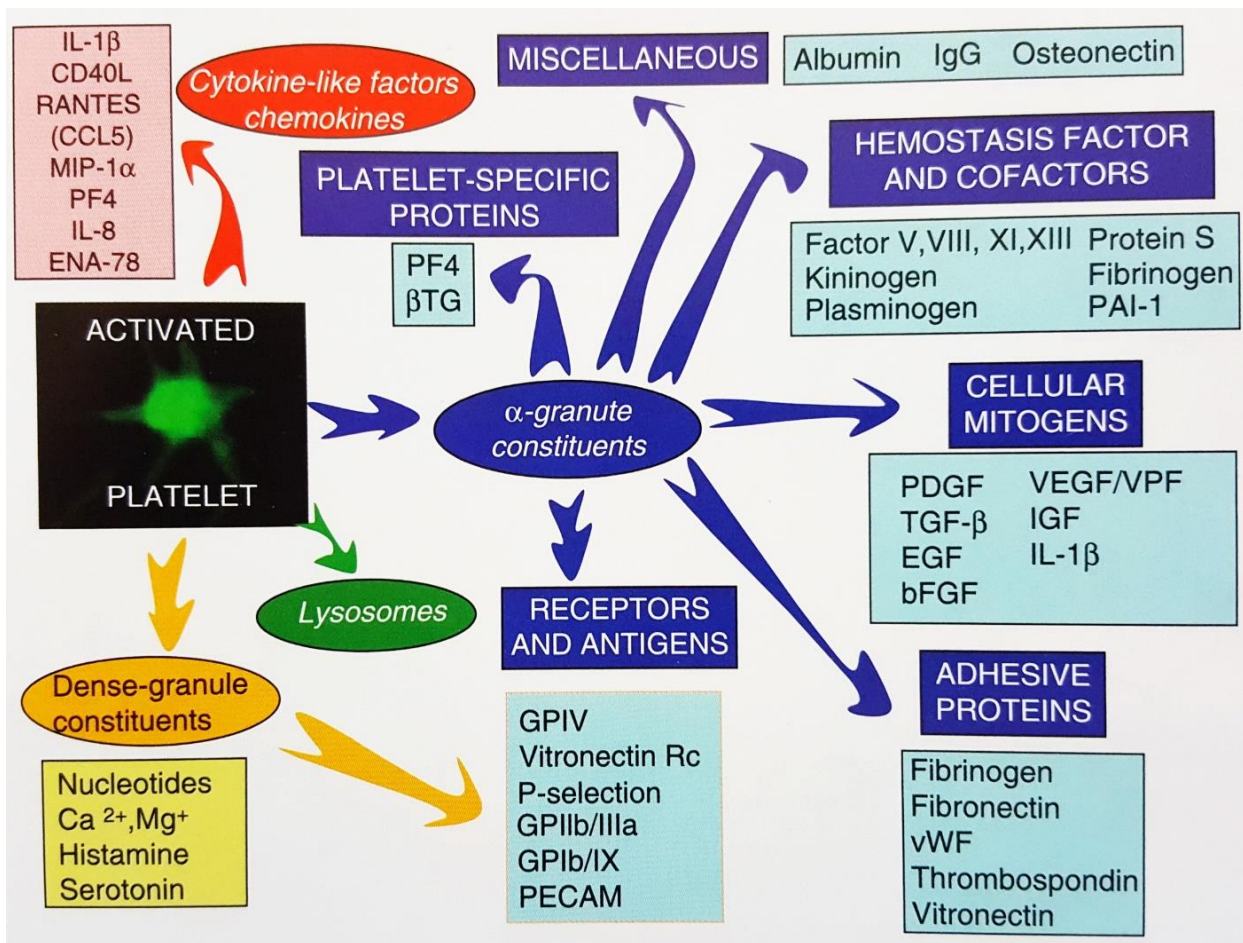 IL-1β
CD40L
RANTES
(CCL5)
MIP-1α
PF4
IL-8
ENA-78
Cytokine-like factors
chemokines
MISCELLANEOUS
Albumin IgG Osteonectin
PLATELET-SPECIFIC
PROTEINS
PF4
βTG
HEMOSTASIS FACTOR
AND COFACTORS
Factor V,VIII, XI,XIII Protein S
Kininogen Fibrinogen
Plasminogen PAI-1
ACTIVATED
PLATELET
α-granute
constituents
CELLULAR
MITOGENS
PDGF VEGF/VPF
TGF-β IGF
EGF IL-1β
bFGF
Lysosomes
RECEPTORS
AND ANTIGENS
GPIV
Vitronectin Rc
P-selection
GPIIb/IIIa
GPIb/IX
PECAM
ADHESIVE
PROTEINS
Fibrinogen
Fibronectin
vWF
Thrombospondin
Vitronectin
Dense-granule
constituents
Nucleotides
Ca ²⁺,Mg⁺
Histamine
Serotonin